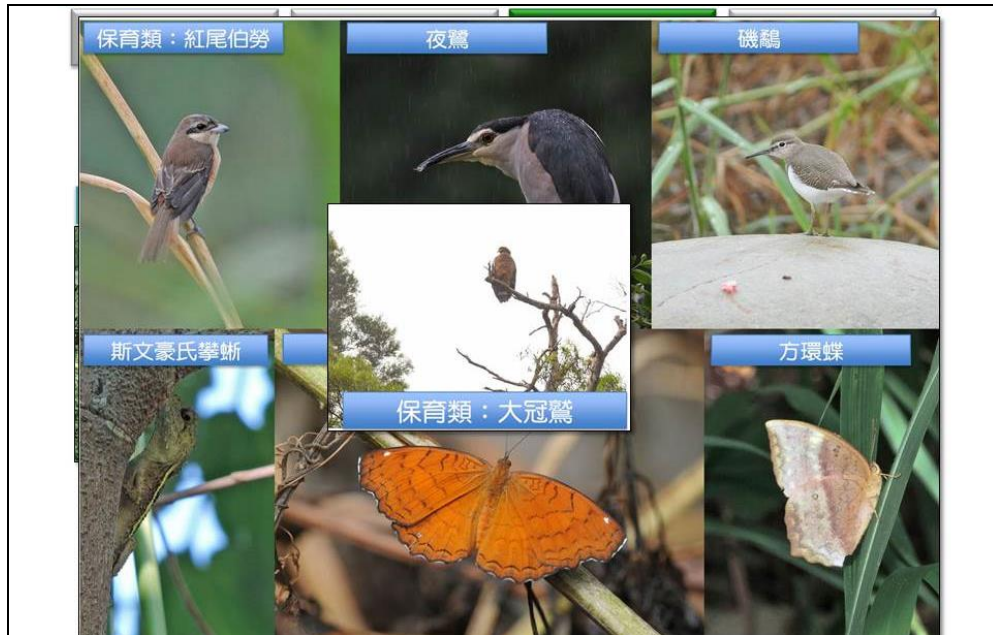 保育類：紅尾伯勞
夜鷺
磯鷸
斯文豪氏攀蜥
方環蝶
保育類：大冠鷲